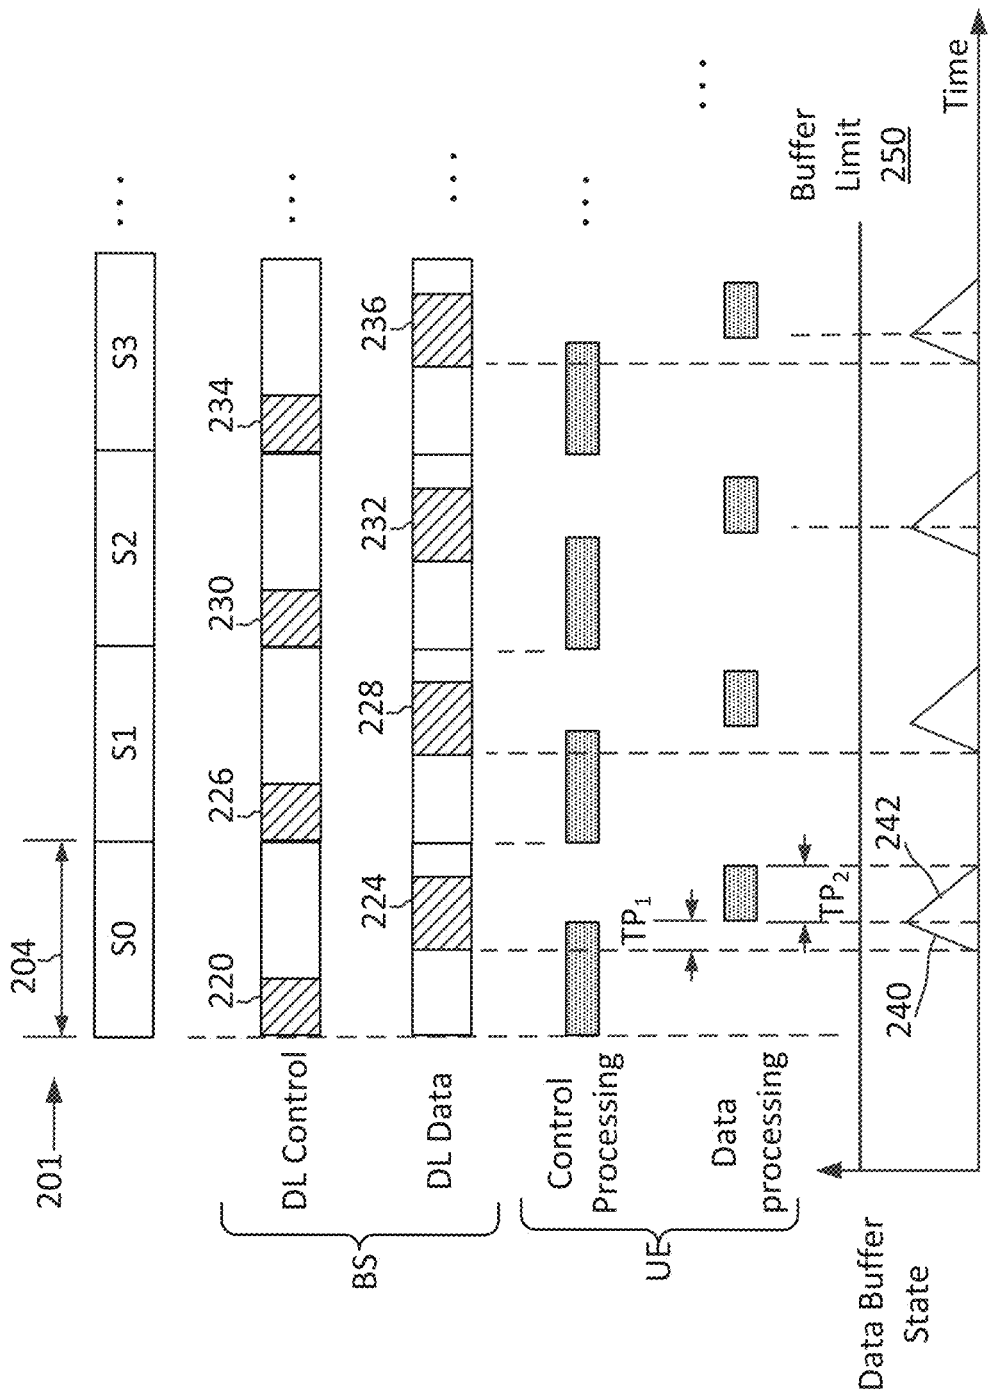 201
204
S0
S1
S2
S3
...
BS
DL Control
220
226
230
234
...
DL Data
224
228
232
236
...
UE
Control
Processing
...
TP1
Data
processing
...
TP2
Buffer
Limit
250
Data Buffer
State
240
242
Time